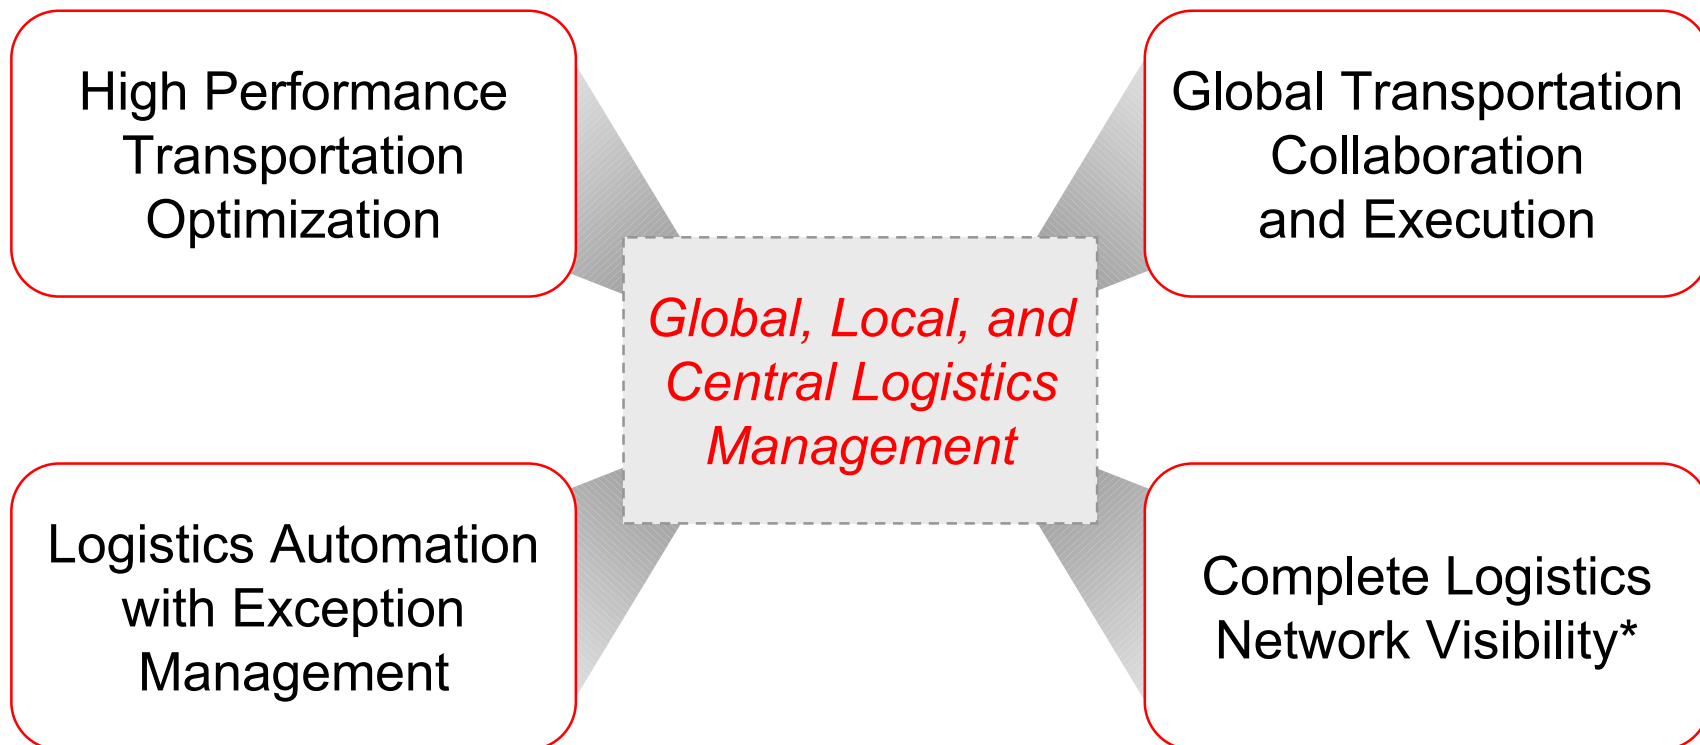 High Performance
Transportation
Optimization
Global Transportation
Collaboration
and Execution
Global, Local, and
Central Logistics
Management
Logistics Automation
with Exception
Management
Complete Logistics
Network Visibility*